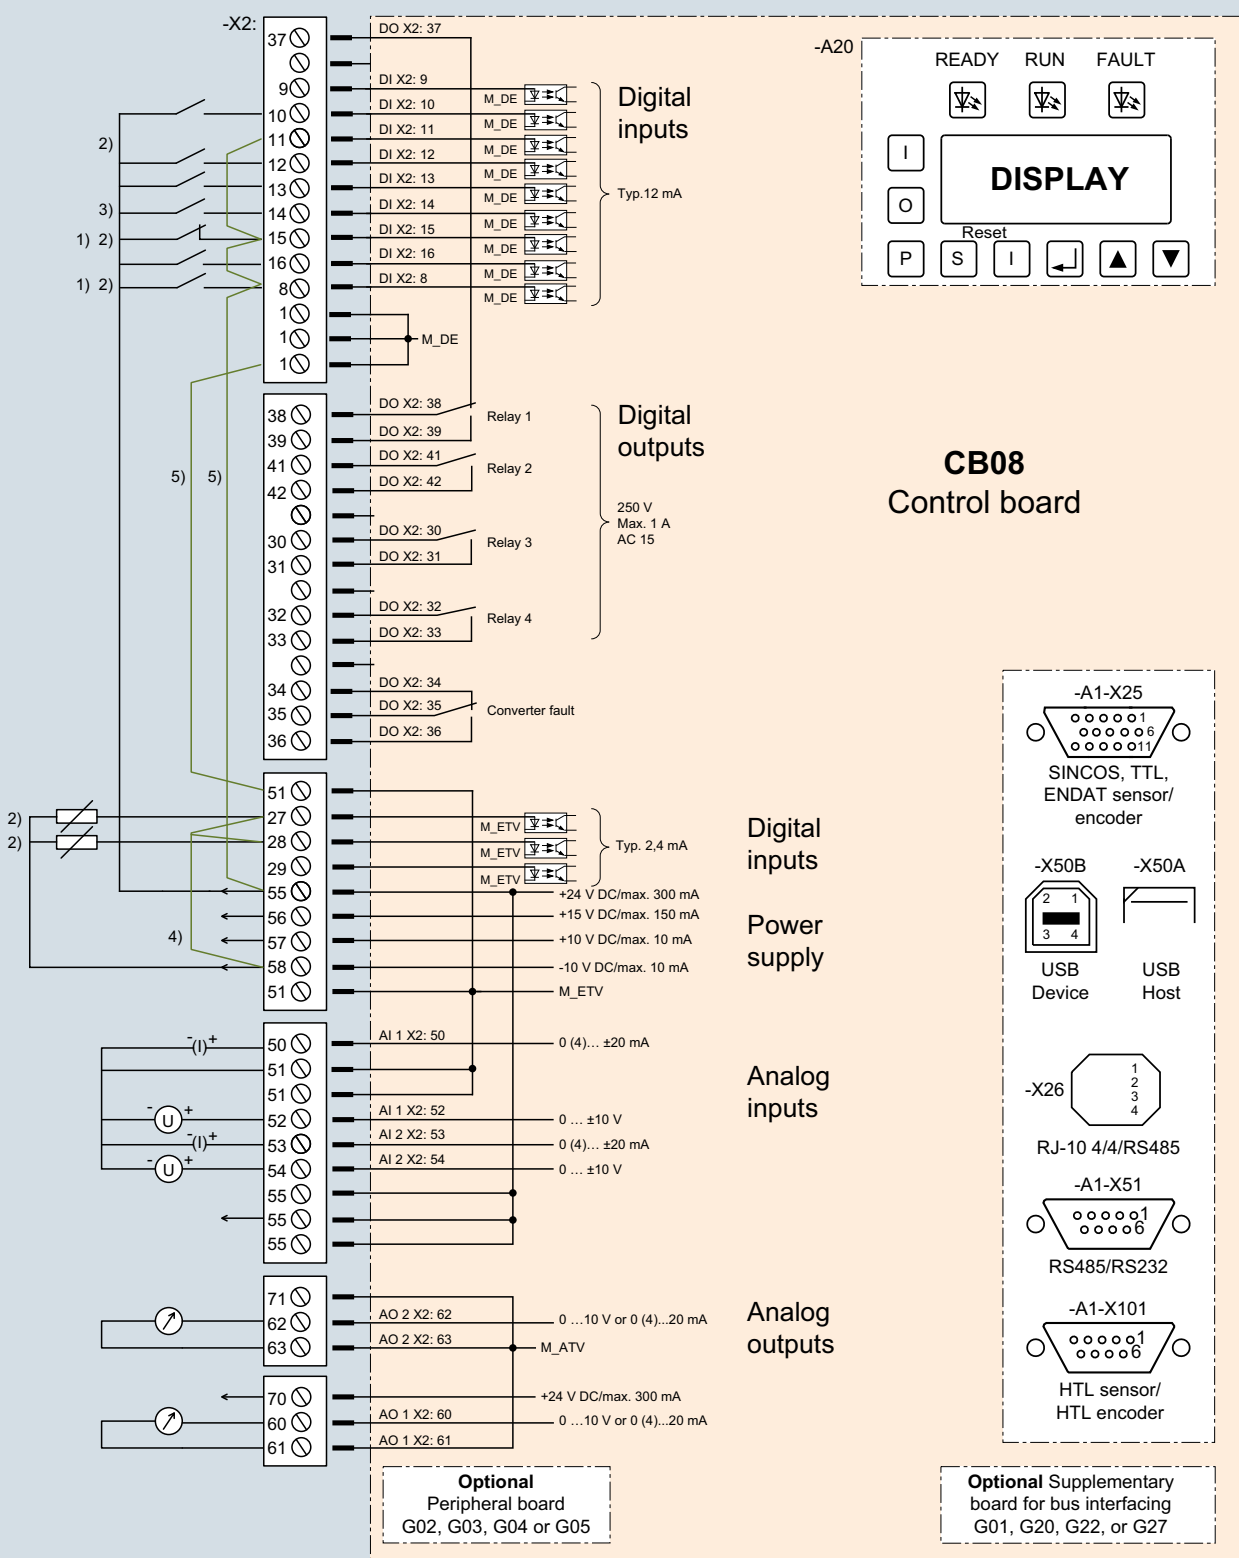 -X2:
37
9
10
11
12
13
14
15
16
8
1
1
1
2)
3)
1) 2)
1) 2)
DO X2: 37
DI X2: 9
DI X2: 10
DI X2: 11
DI X2: 12
DI X2: 13
DI X2: 14
DI X2: 15
DI X2: 16
DI X2: 8
M_DE
M_DE
M_DE
M_DE
M_DE
M_DE
M_DE
M_DE
M_DE
M_DE
Digital
inputs
Typ.12 mA
-A20
READY RUN FAULT
I
O
DISPLAY
Reset
P S I
38
39
41
42
30
31
32
33
34
35
36
5) 5)
DO X2: 38
DO X2: 39
DO X2: 41
DO X2: 42
DO X2: 30
DO X2: 31
DO X2: 32
DO X2: 33
DO X2: 34
DO X2: 35
DO X2: 36
Relay 1
Relay 2
Relay 3
Relay 4
Converter fault
Digital
outputs
250 V
Max. 1 A
AC 15
CB08
Control board
51
27
28
29
55
56
57
58
51
2)
2)
4)
M_ETV
M_ETV
M_ETV
Typ. 2,4 mA
Digital
inputs
+24 V DC/max. 300 mA
+15 V DC/max. 150 mA
+10 V DC/max. 10 mA
-10 V DC/max. 10 mA
M_ETV
Power
supply
50
51
51
52
53
54
55
55
55
- (I) +
- U +
- (I) +
- U +
AI 1 X2: 50
AI 1 X2: 52
AI 2 X2: 53
AI 2 X2: 54
0 (4)... ±20 mA
0 ... ±10 V
0 (4)... ±20 mA
0 ... ±10 V
Analog
inputs
71
62
63
AO 2 X2: 62
AO 2 X2: 63
0 ...10 V or 0 (4)...20 mA
M_ATV
Analog
outputs
70
60
61
AO 1 X2: 60
AO 1 X2: 61
+24 V DC/max. 300 mA
0 ...10 V or 0 (4)...20 mA
-A1-X25
1
6
11
SINCOS, TTL,
ENDAT sensor/
encoder
-X50B
2 1
3 4
USB
Device
-X50A
USB
Host
-X26
1
2
3
4
RJ-10 4/4/RS485
-A1-X51
1
6
RS485/RS232
-A1-X101
1
6
HTL sensor/
HTL encoder
Optional
Peripheral board
G02, G03, G04 or G05
Optional Supplementary
board for bus interfacing
G01, G20, G22, or G27